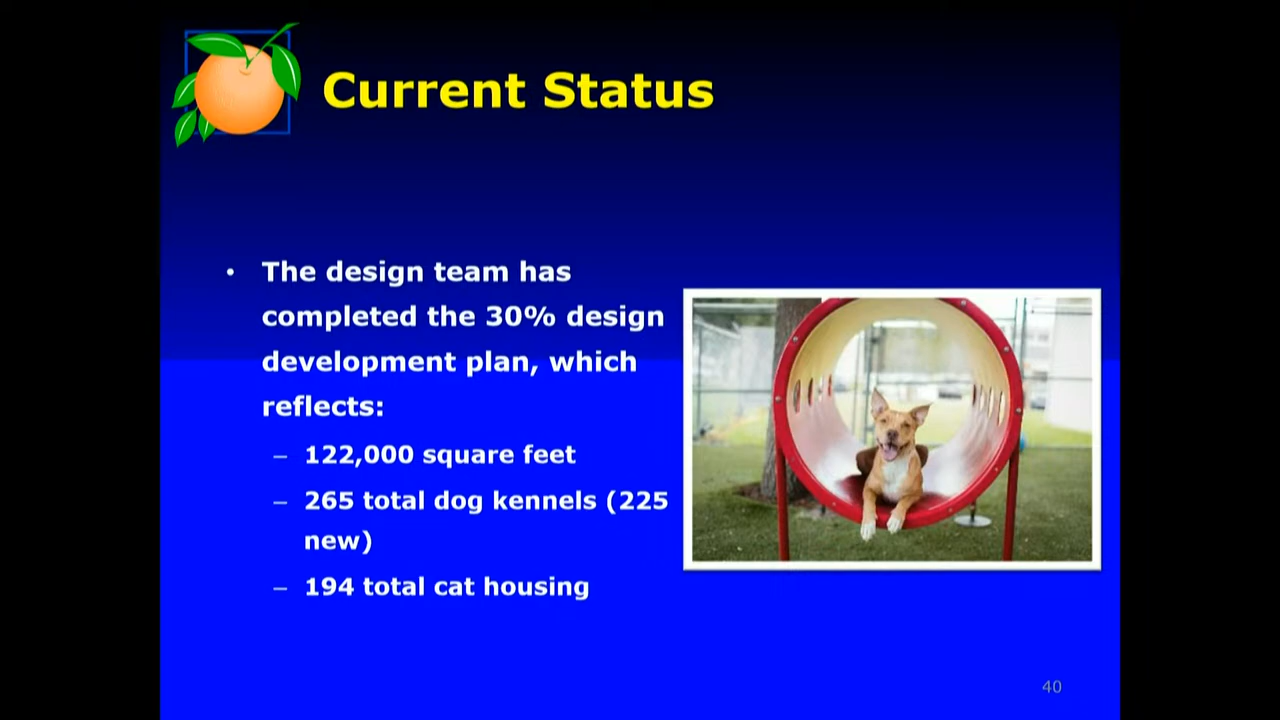 Current Status
• The design team has
completed the 30% design
development plan, which
reflects:
– 122,000 square feet
– 265 total dog kennels (225
new)
– 194 total cat housing
40